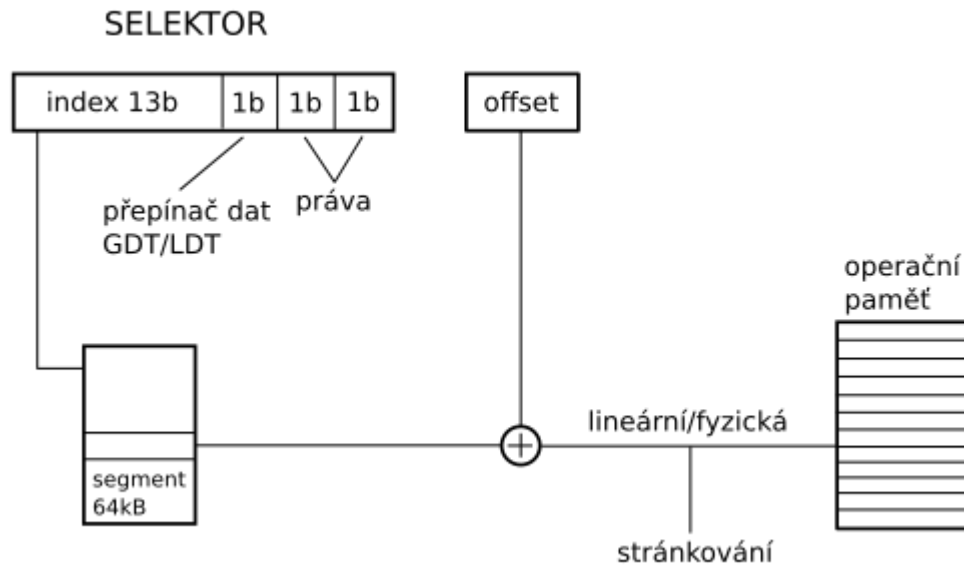 SELEKTOR
index 13b
1b
1b
1b
offset
přepínač dat
GDT/LDT
práva
operační
paměť
lineární/fyzická
segment
64kB
stránkování